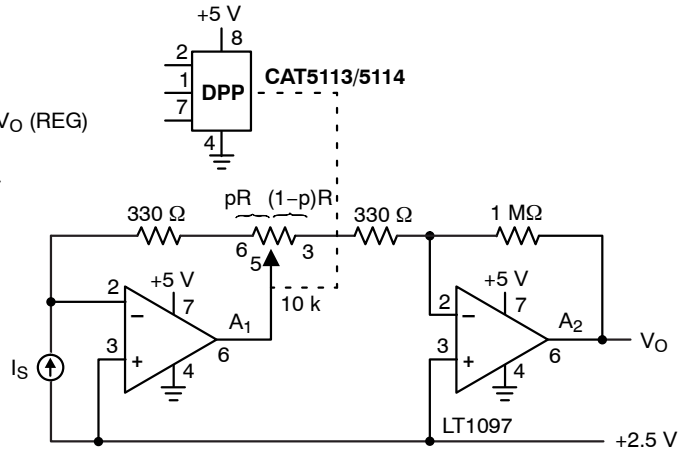 +5 V
8
2
1
7
DPP
CAT5113/5114
VO (REG)
4
pR (1−p)R
330 Ω
330 Ω
1 MΩ
6
5
3
10 k
2
+5 V
7
−
3
+
A1
6
4
IS
2
+5 V
7
−
3
+
A2
6
4
VO
LT1097
+2.5 V